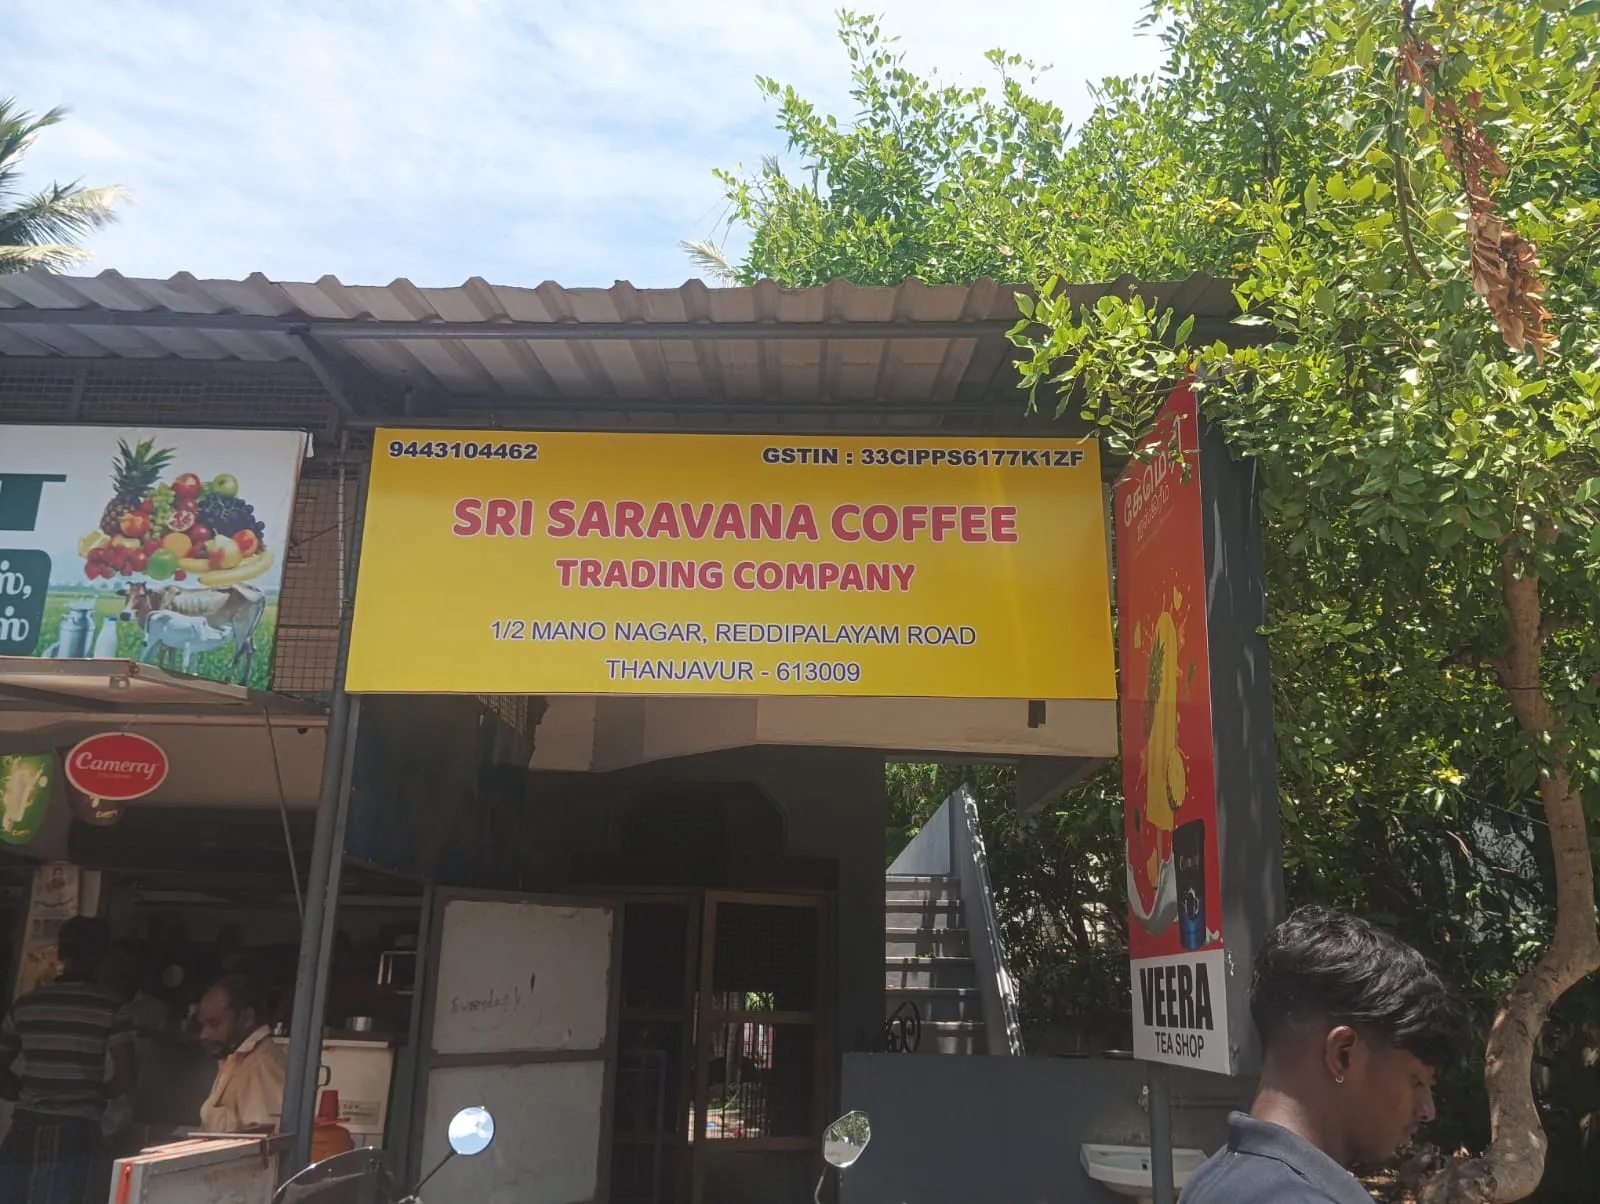 9443104462
GSTIN : 33CIPPS6177K1ZF
SRI SARAVANA COFFEE
TRADING COMPANY
1/2 MANO NAGAR, REDDIPALAYAM ROAD
THANJAVUR - 613009
Camerry
VEERA
TEA SHOP